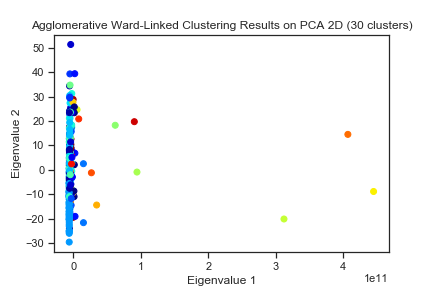 Agglomerative Ward-Linked Clustering Results on PCA 2D (30 clusters)
50
40
30
20
10
0
−10
−20
−30
Eigenvalue 2
0 1 2 3 4
1e11
Eigenvalue 1